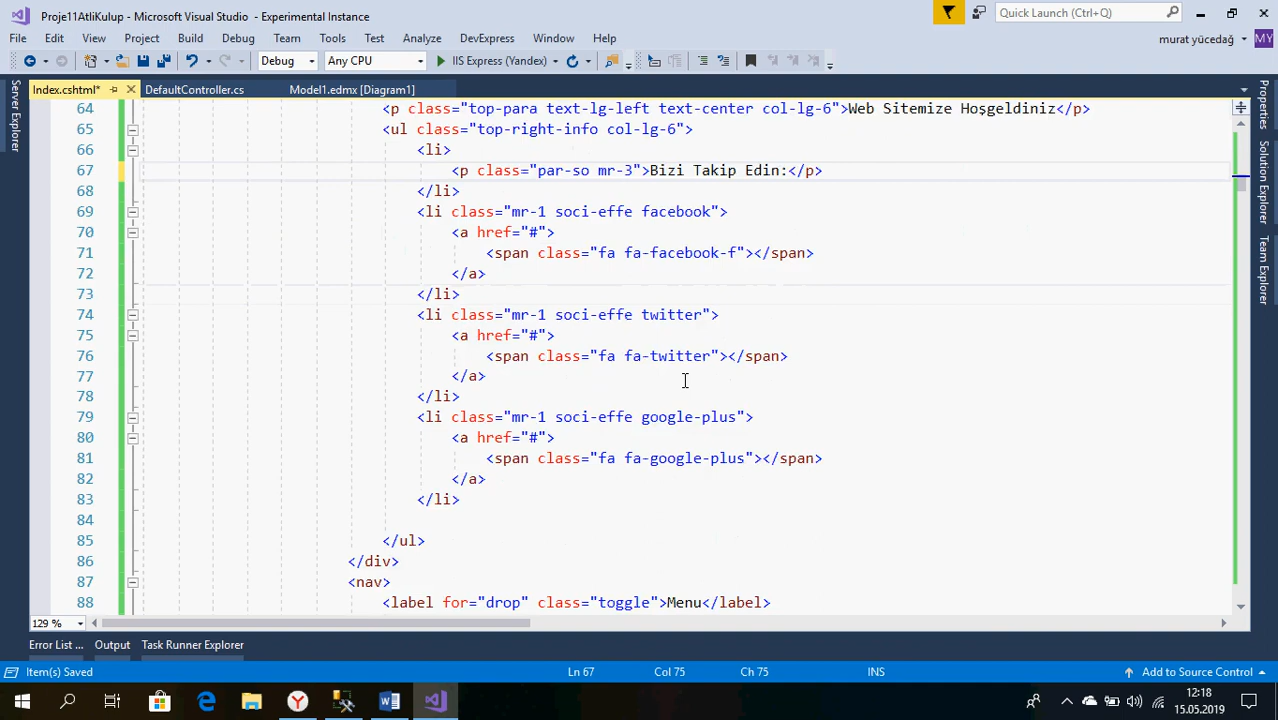 Proje11AtliKulup - Microsoft Visual Studio - Experimental Instance
Quick Launch (Ctrl+Q)
File Edit View Project Build Debug Team Tools Test Analyze DevExpress Window Help
murat yücedağ MY
Debug Any CPU IIS Express (Yandex)
Index.cshtml* DefaultController.cs Model1.edmx [Diagram1]
Server Explorer
Properties
Solution Explorer
Team Explorer
64 <p class="top-para text-lg-left text-center col-lg-6">Web Sitemize Hoşgeldiniz</p>
65 <ul class="top-right-info col-lg-6">
66 <li>
67 <p class="par-so mr-3">Bizi Takip Edin:</p>
68 </li>
69 <li class="mr-1 soci-effe facebook">
70 <a href="#">
71 <span class="fa fa-facebook-f"></span>
72 </a>
73 </li>
74 <li class="mr-1 soci-effe twitter">
75 <a href="#">
76 <span class="fa fa-twitter"></span>
77 </a>
78 </li>
79 <li class="mr-1 soci-effe google-plus">
80 <a href="#">
81 <span class="fa fa-google-plus"></span>
82 </a>
83 </li>
84
85 </ul>
86 </div>
87 <nav>
88 <label for="drop" class="toggle">Menu</label>
129 %
Error List ... Output Task Runner Explorer
Item(s) Saved Ln 67 Col 75 Ch 75 INS Add to Source Control
12:18
15.05.2019